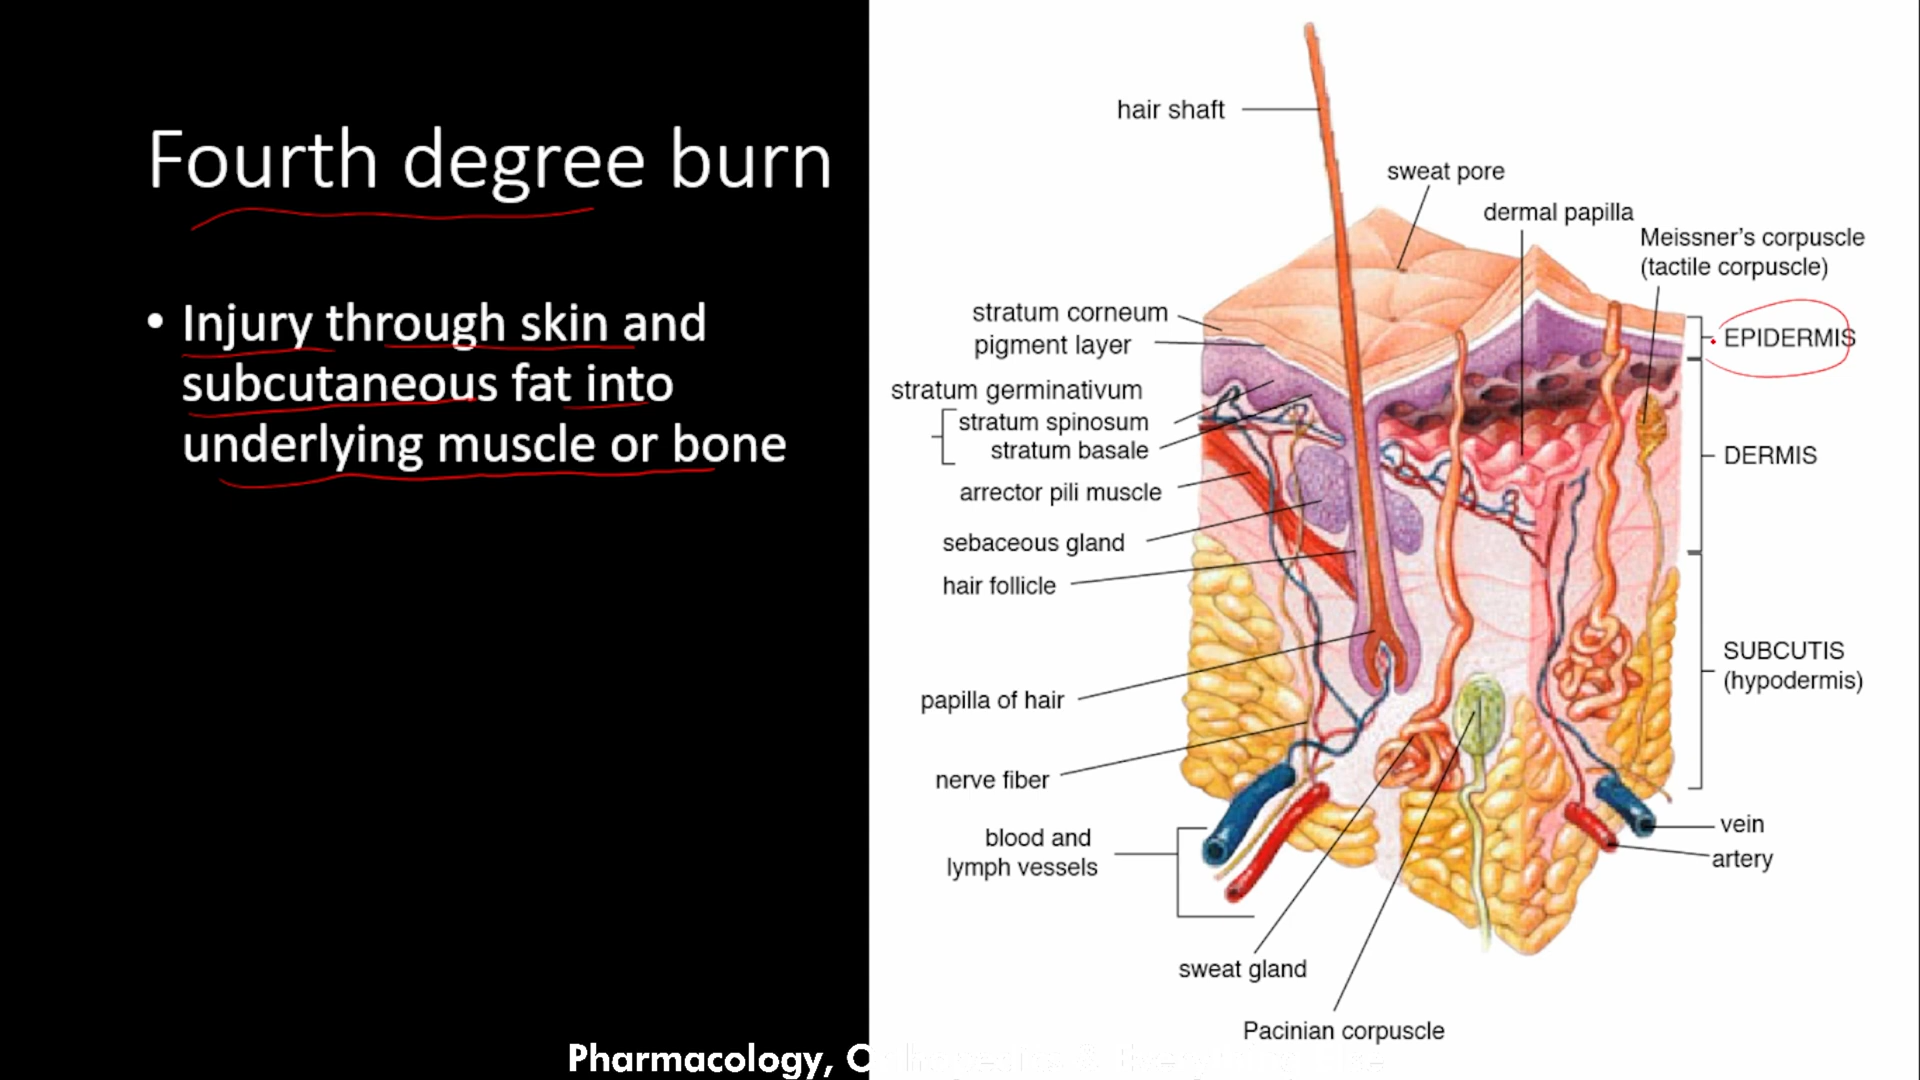 Fourth degree burn
• Injury through skin and
subcutaneous fat into
underlying muscle or bone
hair shaft
sweat pore
dermal papilla
Meissner's corpuscle
(tactile corpuscle)
stratum corneum
pigment layer
stratum germinativum
stratum spinosum
stratum basale
arrector pili muscle
sebaceous gland
hair follicle
papilla of hair
nerve fiber
blood and
lymph vessels
EPIDERMIS
DERMIS
SUBCUTIS
(hypodermis)
vein
artery
sweat gland
Pacinian corpuscle
Pharmacology,